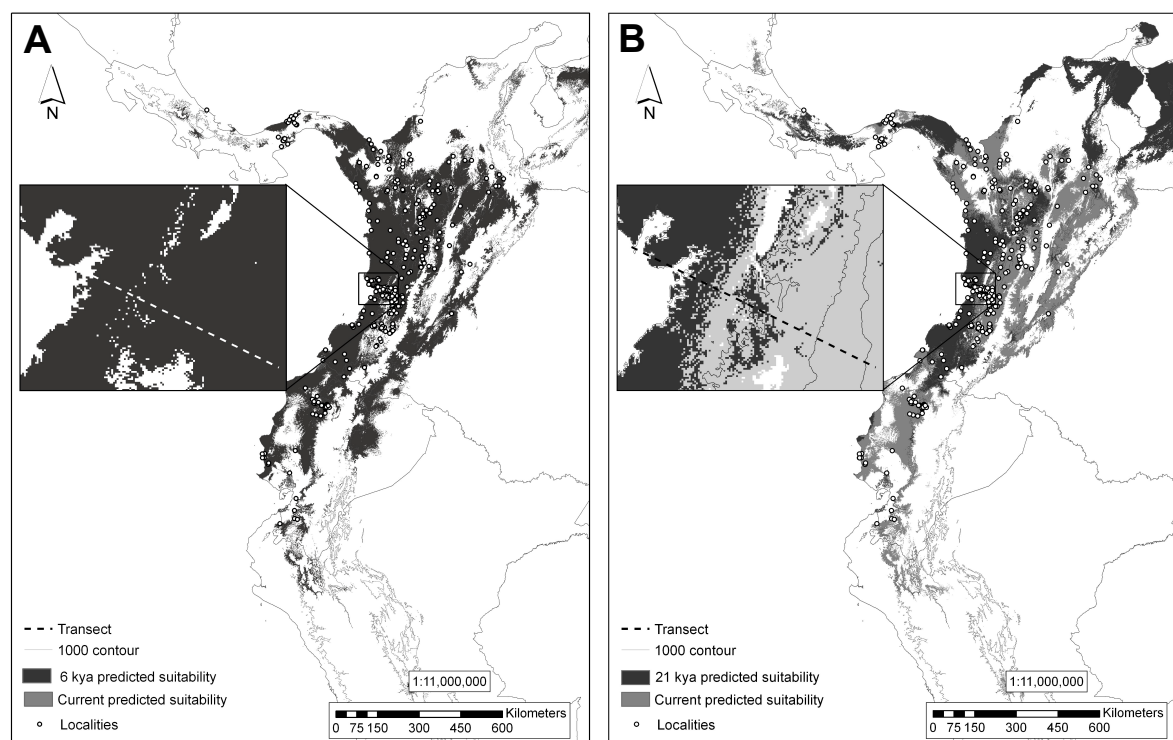 A
N
Transect
1000 contour
6 kya predicted suitability
Current predicted suitability
Localities
1:11,000,000
Kilometers
0 75 150 300 450 600
B
N
Transect
1000 contour
21 kya predicted suitability
Current predicted suitability
Localities
1:11,000,000
Kilometers
0 75 150 300 450 600